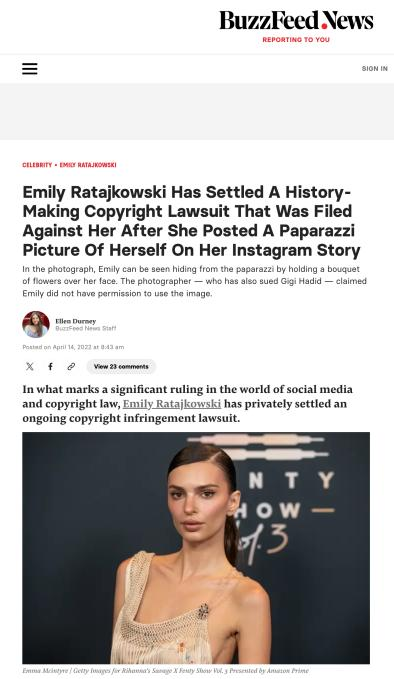 BuzzFeed News
REPORTING TO YOU
SIGN IN
CELEBRITY • EMILY RATAJKOWSKI
Emily Ratajkowski Has Settled A History-
Making Copyright Lawsuit That Was Filed
Against Her After She Posted A Paparazzi
Picture Of Herself On Her Instagram Story
In the photograph, Emily can be seen hiding from the paparazzi by holding a bouquet
of flowers over her face. The photographer — who has also sued Gigi Hadid — claimed
Emily did not have permission to use the image.
Ellen Durney
BuzzFeed News Staff
Posted on April 14, 2022 at 8:43 am
View 23 comments
In what marks a significant ruling in the world of social media
and copyright law, Emily Ratajkowski has privately settled an
ongoing copyright infringement lawsuit.
NTY
HOW —
Vol.3
Emma Mcintyre / Getty Images for Rihanna's Savage X Fenty Show Vol. 3 Presented by Amazon Prime